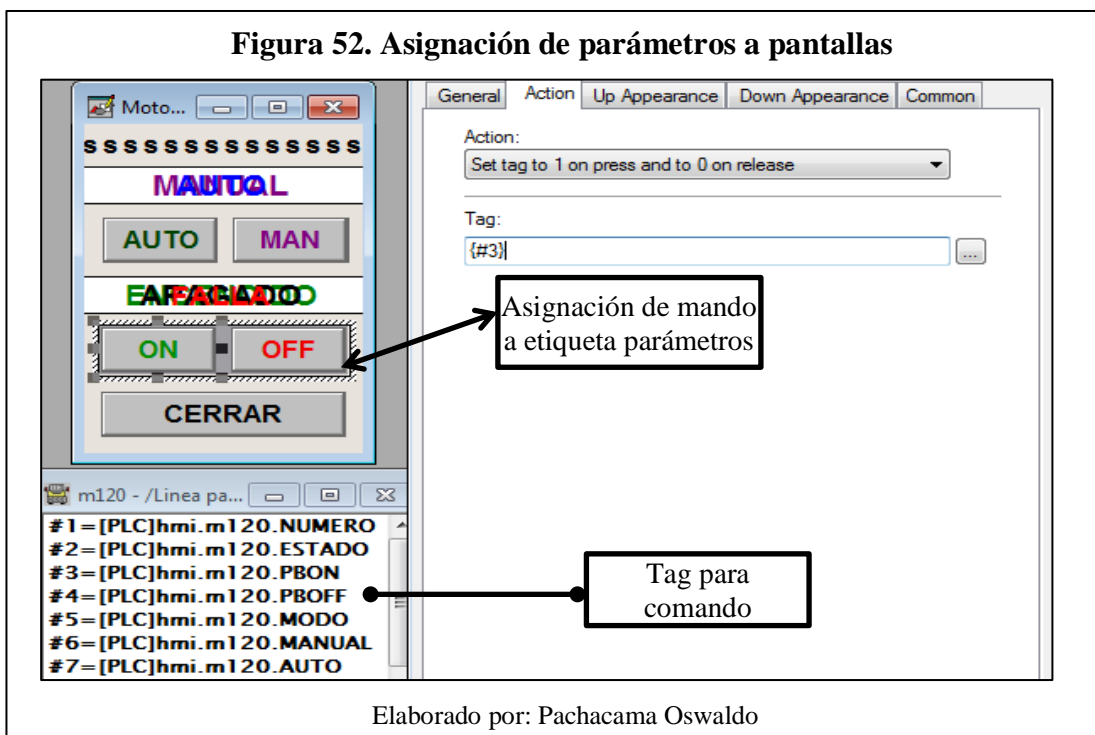 Figura 52. Asignación de parámetros a pantallas
Moto...
General Action Up Appearance Down Appearance Common
s s s s s s s s s s s s s s
MANUAL
AUTO
AUTO MAN
APAGADO
FALLA
ON OFF
CERRAR
Action:
Set tag to 1 on press and to 0 on release
Tag:
{#3}
...
Asignación de mando
a etiqueta parámetros
m120 - /Linea pa...
#1=[PLC]hmi.m120.NUMERO
#2=[PLC]hmi.m120.ESTADO
#3=[PLC]hmi.m120.PBON
#4=[PLC]hmi.m120.PBOFF
#5=[PLC]hmi.m120.MODO
#6=[PLC]hmi.m120.MANUAL
#7=[PLC]hmi.m120.AUTO
Tag para
comando
Elaborado por: Pachacama Oswaldo